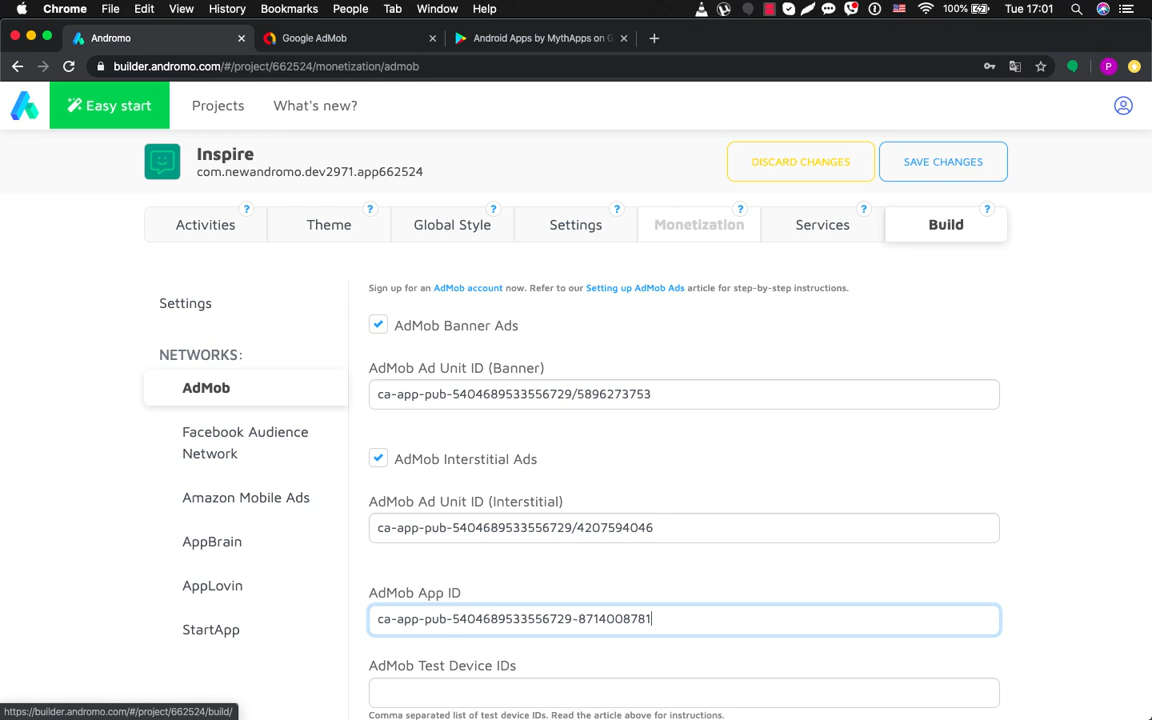 Chrome File Edit View History Bookmarks People Tab Window Help 100% Tue 17:01
Andromo Google AdMob Android Apps by MythApps on G
builder.andromo.com/#/project/662524/monetization/admob P
Easy start Projects What's new?
Inspire
com.newandromo.dev2971.app662524
DISCARD CHANGES SAVE CHANGES
Activities ? Theme ? Global Style ? Settings ? Monetization ? Services ? Build ?
Sign up for an AdMob account now. Refer to our Setting up AdMob Ads article for step-by-step instructions.
Settings
AdMob Banner Ads
NETWORKS:
AdMob Ad Unit ID (Banner)
AdMob
ca-app-pub-5404689533556729/5896273753
Facebook Audience
Network
AdMob Interstitial Ads
Amazon Mobile Ads
AdMob Ad Unit ID (Interstitial)
ca-app-pub-5404689533556729/4207594046
AppBrain
AppLovin
AdMob App ID
ca-app-pub-5404689533556729~8714008781
StartApp
AdMob Test Device IDs
Comma separated list of test device IDs. Read the article above for instructions.
https://builder.andromo.com/#/project/662524/build/